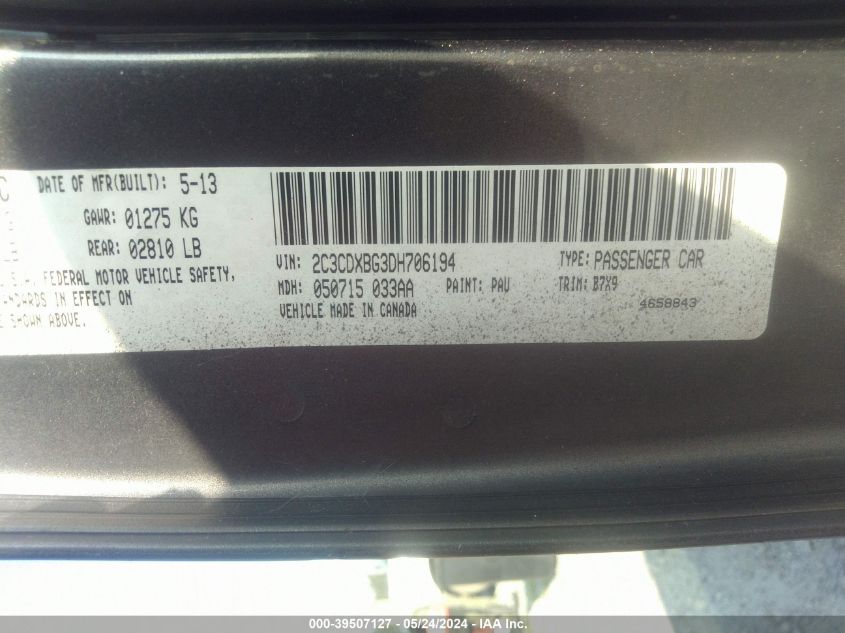 DATE OF MFR(BUILT): 5-13
GAWR: 01275 KG
REAR: 02810 LB
FEDERAL MOTOR VEHICLE SAFETY,
IN EFFECT ON
SHOWN ABOVE.
VIN: 2C3CDXBG3DH706194 TYPE: PASSENGER CAR
MDH: 050715 033AA PAINT: PAU TRIM: B7X9
VEHICLE MADE IN CANADA 4658843
000-39507127 - 05/24/2024 - IAA Inc.